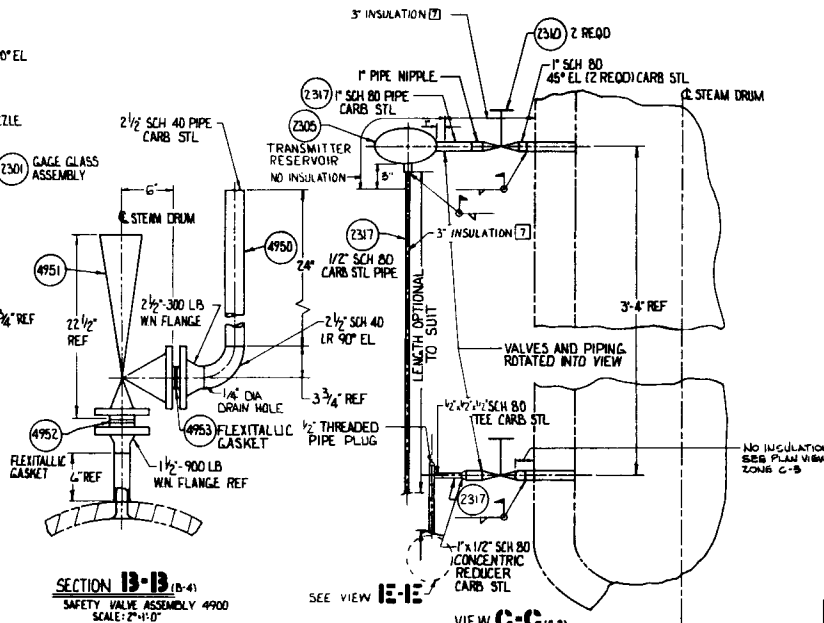 3" INSULATION 7
2310 2 REQD
1" SCH 80
45° EL (2 REQD) CARB STL
1" PIPE NIPPLE
2317 1" SCH 80 PIPE
CARB STL
℄ STEAM DRUM
2305
TRANSMITTER
RESERVOIR
NO INSULATION
0° EL
ZLE
2301 GAGE GLASS
ASSEMBLY
2 1/2" SCH 40 PIPE
CARB STL
6"
℄ STEAM DRUM
4951
4950
24"
22 1/2"
REF
3/4" REF
2 1/2"-300 LB
W.N FLANGE
2 1/2" SCH 40
LR 90° EL
3 3/4" REF
1/4" DIA
DRAIN HOLE
4953 FLEXITALLIC
GASKET
4952
FLEXITALLIC
GASKET
6" REF
1 1/2"-900 LB
W.N. FLANGE REF
2317
1/2" SCH 80
CARB STL PIPE
3" INSULATION 7
LENGTH OPTIONAL
TO SUIT
3'-4" REF
VALVES AND PIPING
ROTATED INTO VIEW
1/2" THREADED
PIPE PLUG
1/2"x1/2"x1/2" SCH 80
TEE CARB STL
2317
NO INSULATION
SEE PLAN VIEW
ZONE C-5
1" x 1/2" SCH 80
CONCENTRIC
REDUCER
CARB STL
SECTION B-B (B-4)
SAFETY VALVE ASSEMBLY 4900
SCALE: 2"=1'-0"
SEE VIEW E-E
VIEW C-C